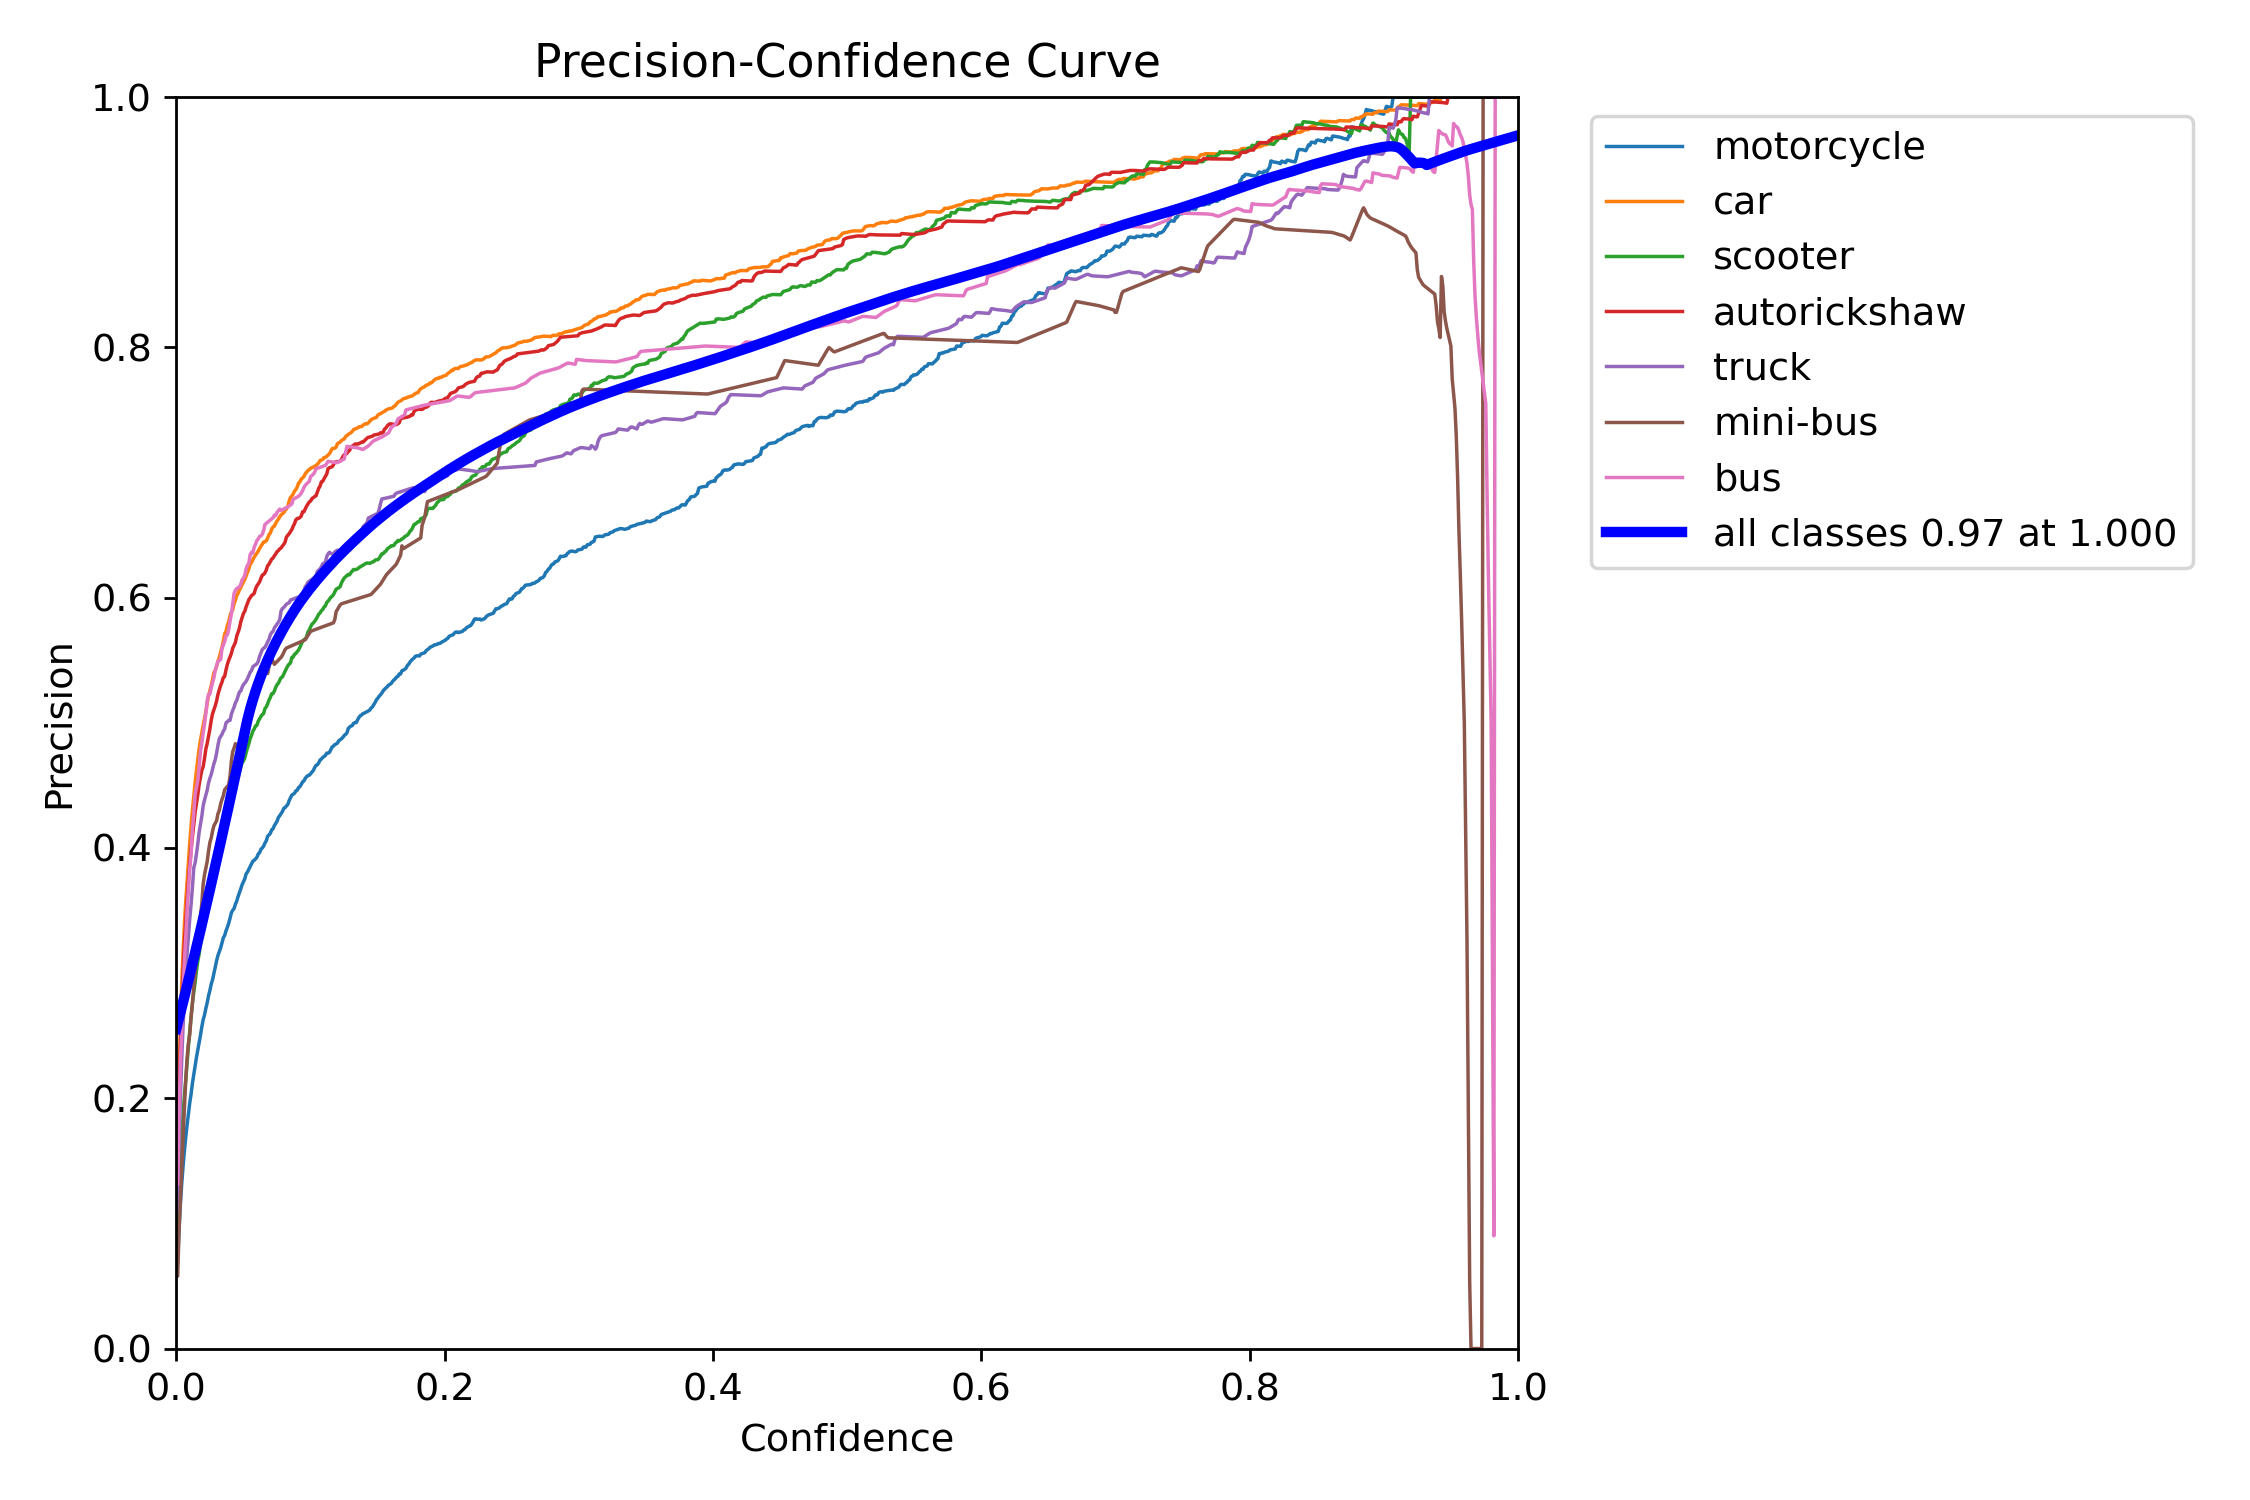 Precision-Confidence Curve
1.0
0.8
0.6
0.4
0.2
0.0
Precision
0.0 0.2 0.4 0.6 0.8 1.0
Confidence
motorcycle
car
scooter
autorickshaw
truck
mini-bus
bus
all classes 0.97 at 1.000